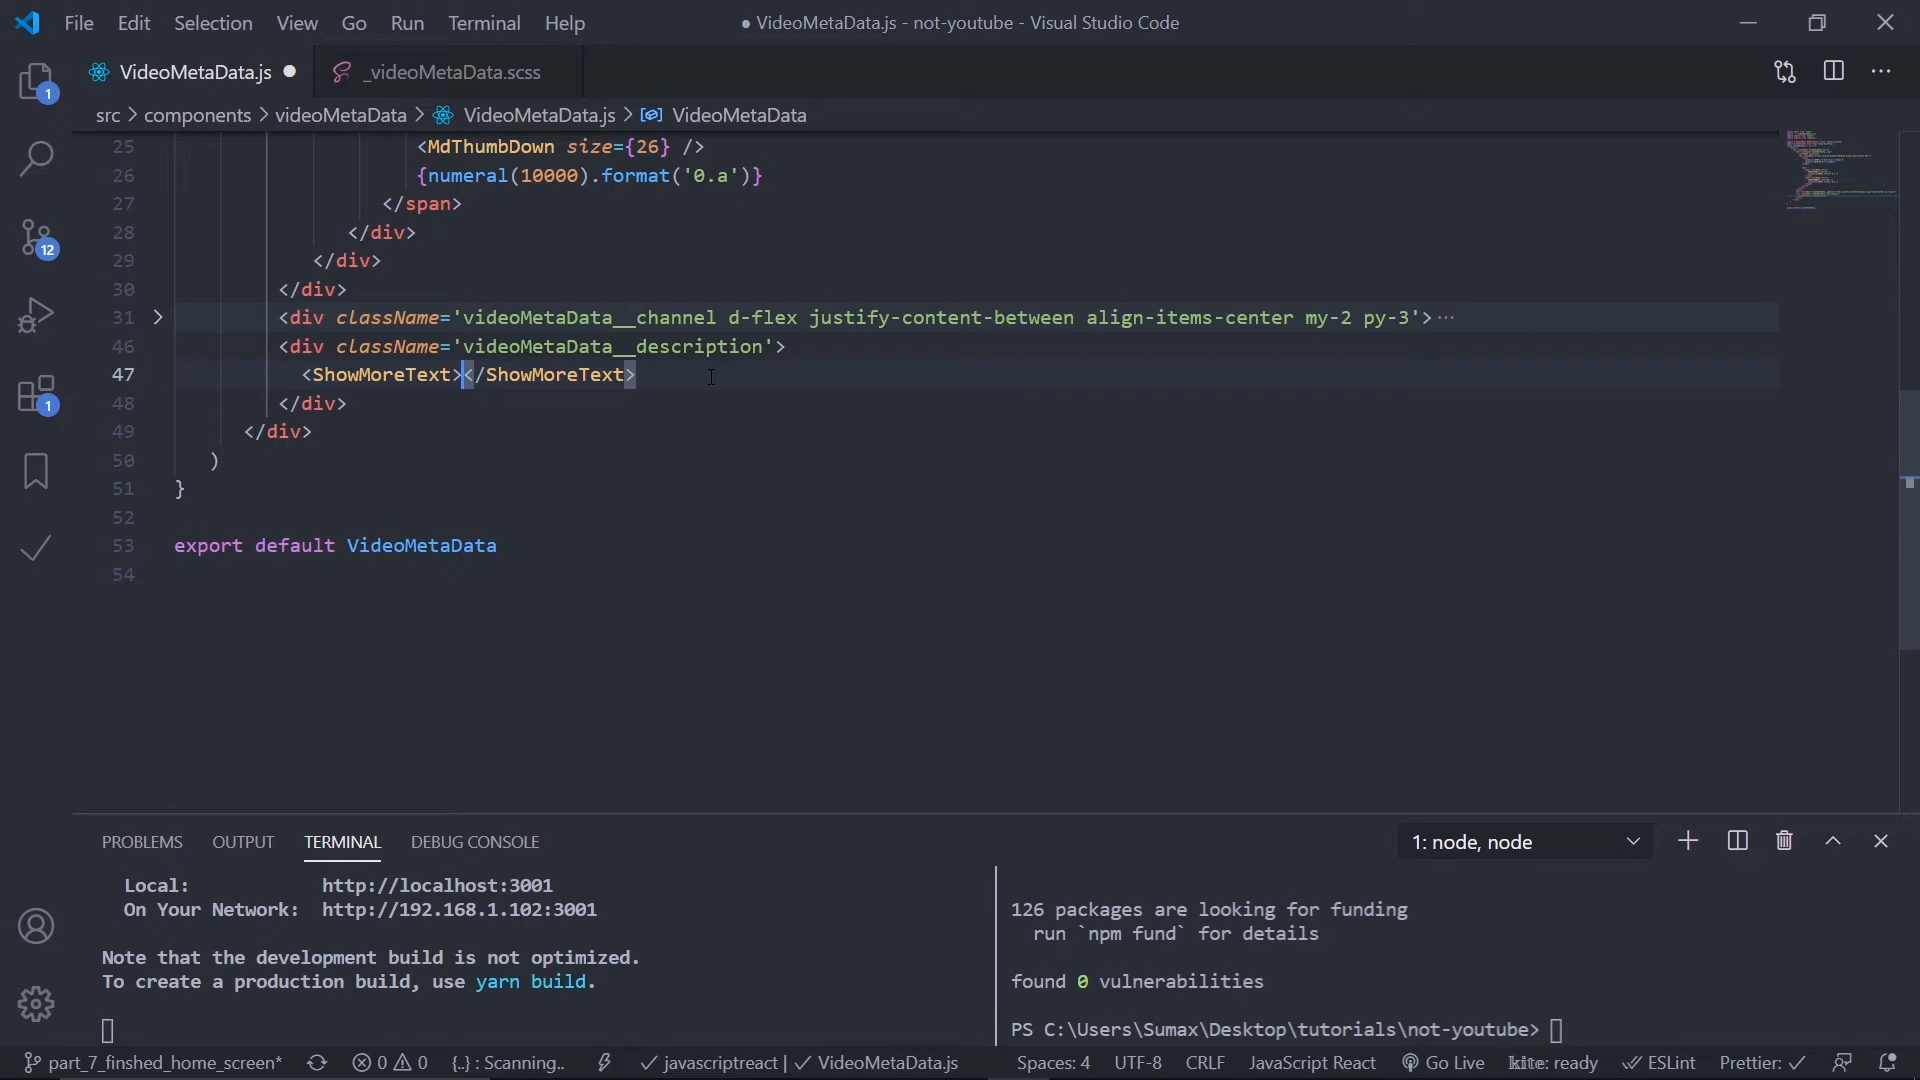 File Edit Selection View Go Run Terminal Help
● VideoMetaData.js - not-youtube - Visual Studio Code
VideoMetaData.js ●
_videoMetaData.scss
src > components > videoMetaData > VideoMetaData.js > VideoMetaData
25 <MdThumbDown size={26} />
26 {numeral(10000).format('0.a')}
27 </span>
28 </div>
29 </div>
30 </div>
31 <div className='videoMetaData__channel d-flex justify-content-between align-items-center my-2 py-3'>···
46 <div className='videoMetaData__description'>
47 <ShowMoreText></ShowMoreText>
48 </div>
49 </div>
50 )
51 }
52
53 export default VideoMetaData
54
1
12
1
PROBLEMS OUTPUT TERMINAL DEBUG CONSOLE
1: node, node
Local: http://localhost:3001
On Your Network: http://192.168.1.102:3001
Note that the development build is not optimized.
To create a production build, use yarn build.
126 packages are looking for funding
run `npm fund` for details
found 0 vulnerabilities
PS C:\Users\Sumax\Desktop\tutorials\not-youtube>
part_7_finshed_home_screen* 0 0 {..} : Scanning.. javascriptreact | VideoMetaData.js Spaces: 4 UTF-8 CRLF JavaScript React Go Live kite: ready ESLint Prettier: ✓